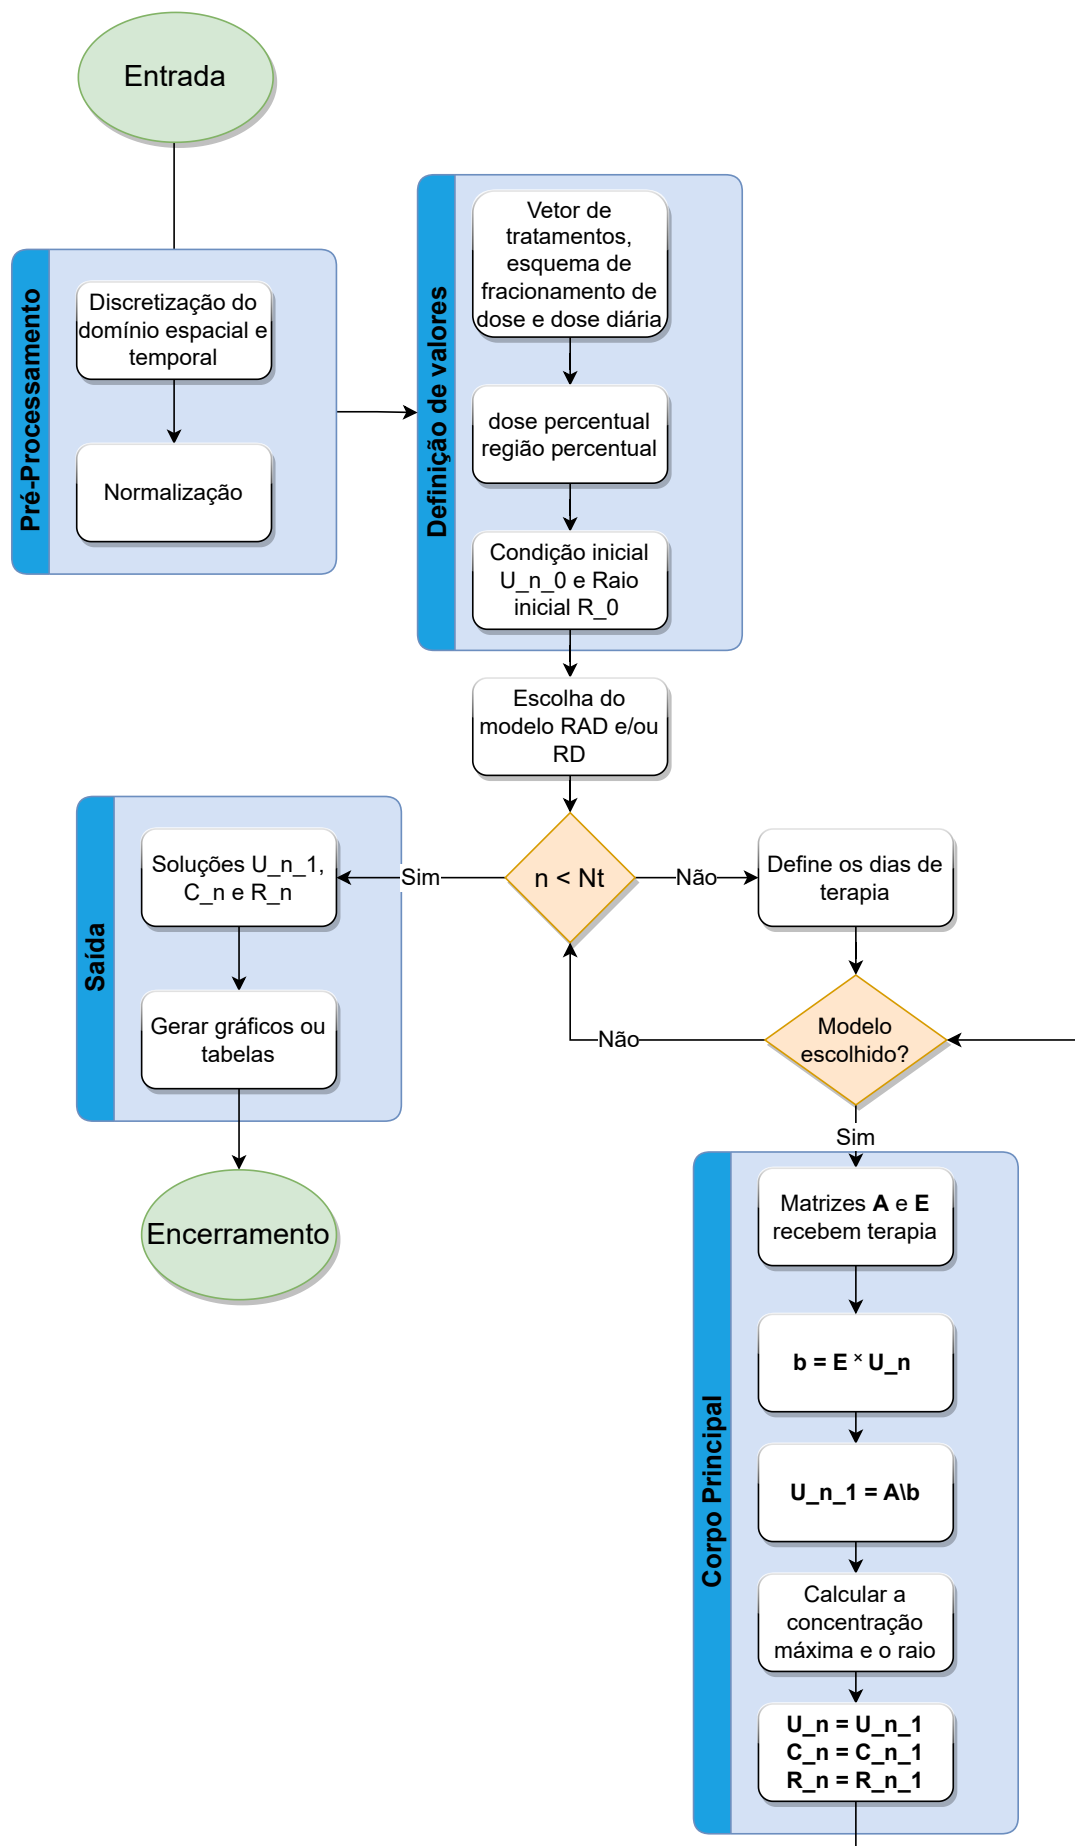 Entrada
Pré-Processamento
Discretização do
domínio espacial e
temporal
Normalização
Definição de valores
Vetor de
tratamentos,
esquema de
fracionamento de
dose e dose diária
dose percentual
região percentual
Condição inicial
U_n_0 e Raio
inicial R_0
Escolha do
modelo RAD e/ou
RD
n < Nt
Sim
Não
Saída
Soluções U_n_1,
C_n e R_n
Gerar gráficos ou
tabelas
Encerramento
Define os dias de
terapia
Modelo
escolhido?
Não
Sim
Corpo Principal
Matrizes A e E
recebem terapia
b = E × U_n
U_n_1 = A\b
Calcular a
concentração
máxima e o raio
U_n = U_n_1
C_n = C_n_1
R_n = R_n_1